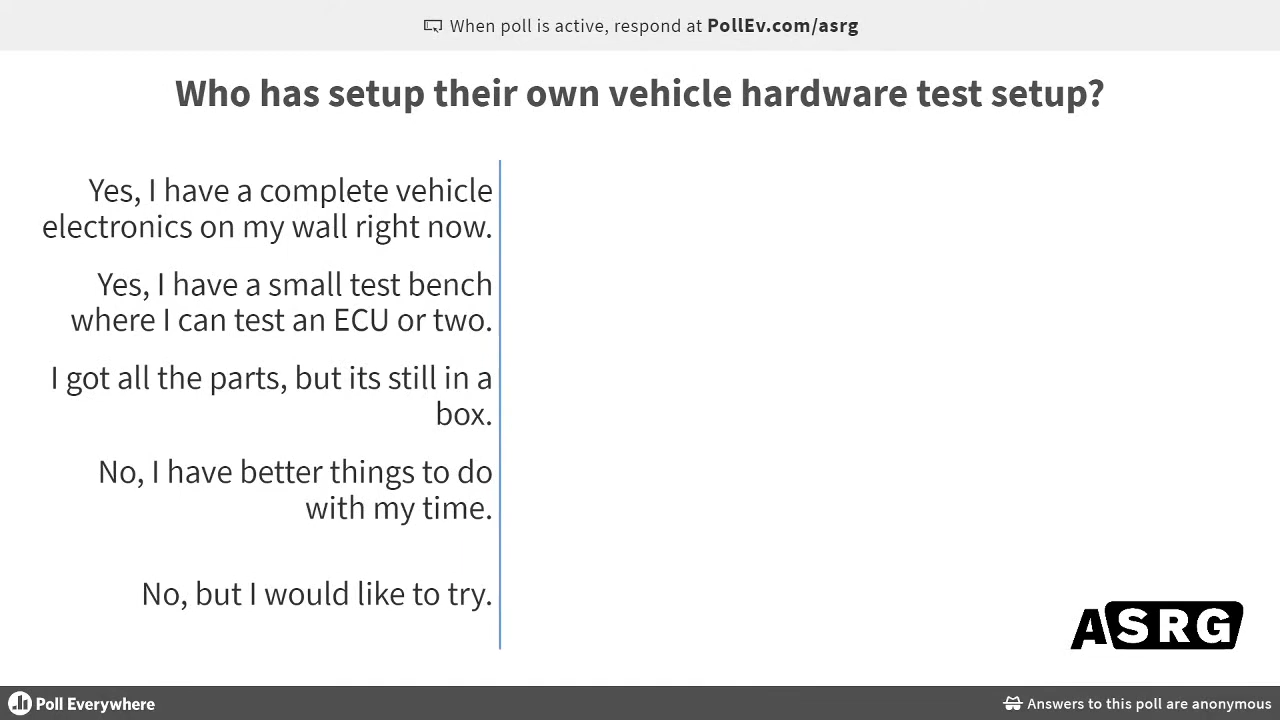 When poll is active, respond at PollEv.com/asrg
Who has setup their own vehicle hardware test setup?
Yes, I have a complete vehicle
electronics on my wall right now.
Yes, I have a small test bench
where I can test an ECU or two.
I got all the parts, but its still in a
box.
No, I have better things to do
with my time.
No, but I would like to try.
ASRG
Poll Everywhere
Answers to this poll are anonymous